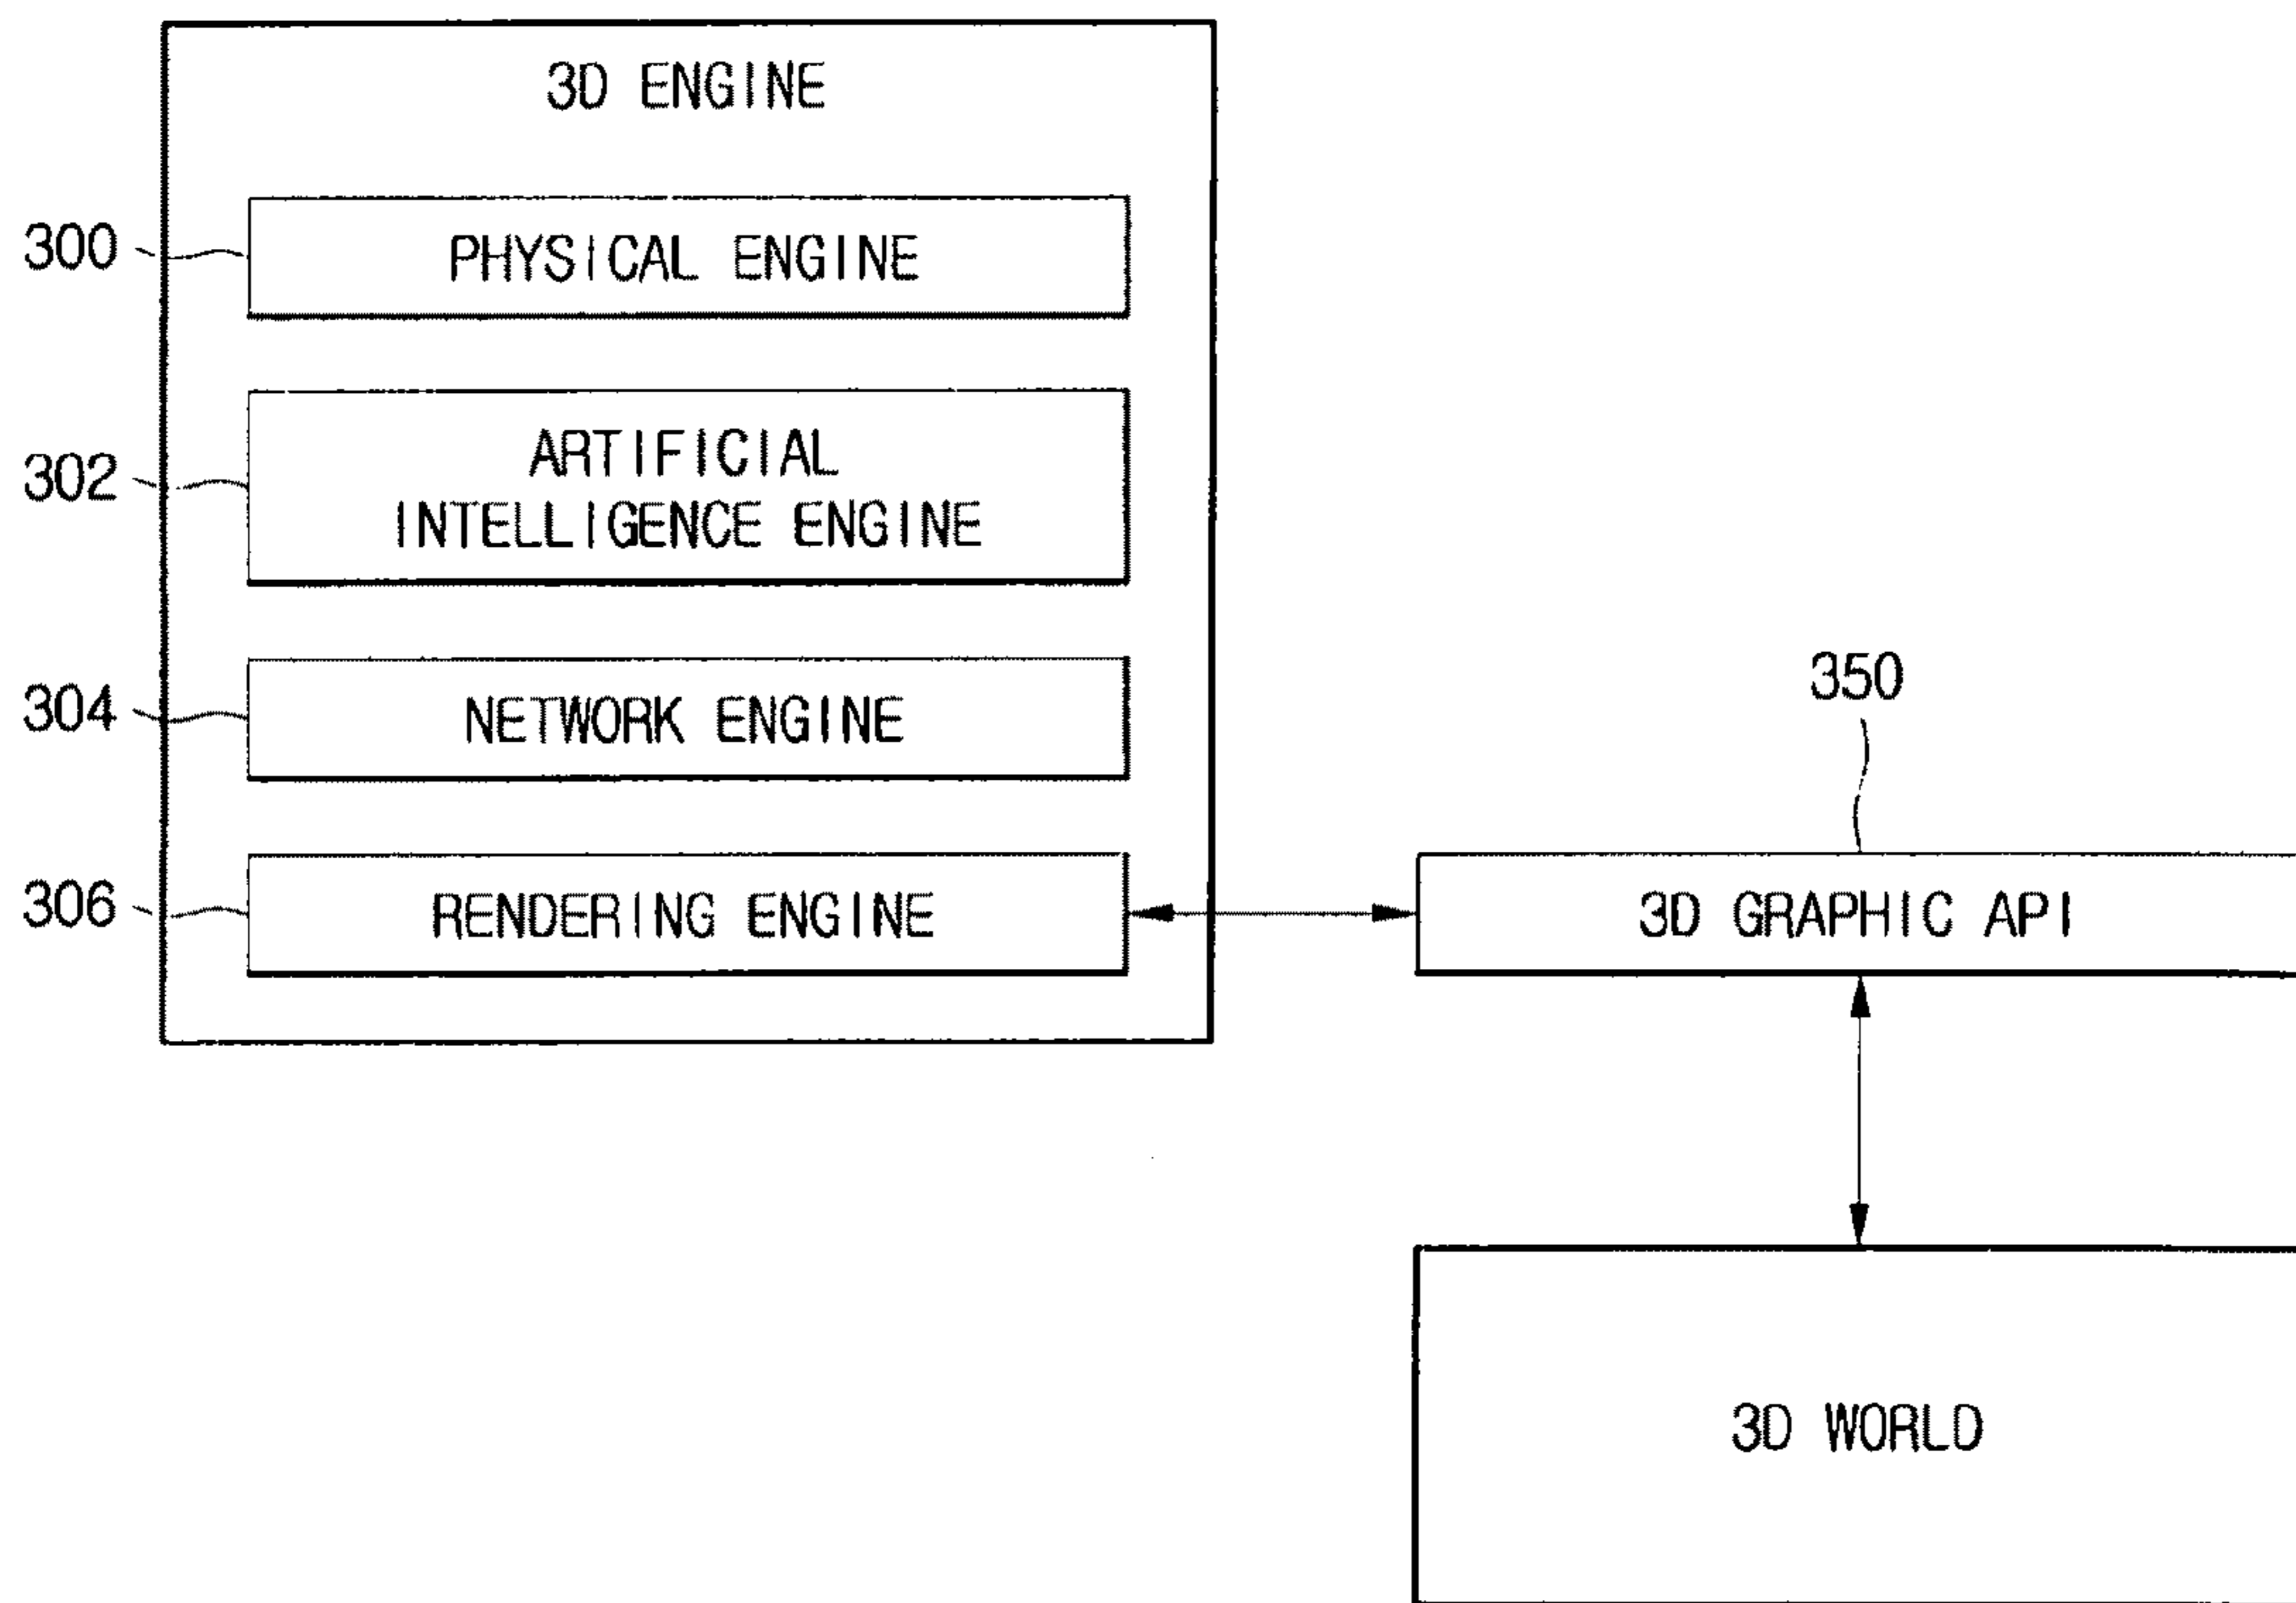 3D ENGINE
300
PHYSICAL ENGINE
302
ARTIFICIAL
INTELLIGENCE ENGINE
304
NETWORK ENGINE
350
306
RENDERING ENGINE
3D GRAPHIC API
3D WORLD